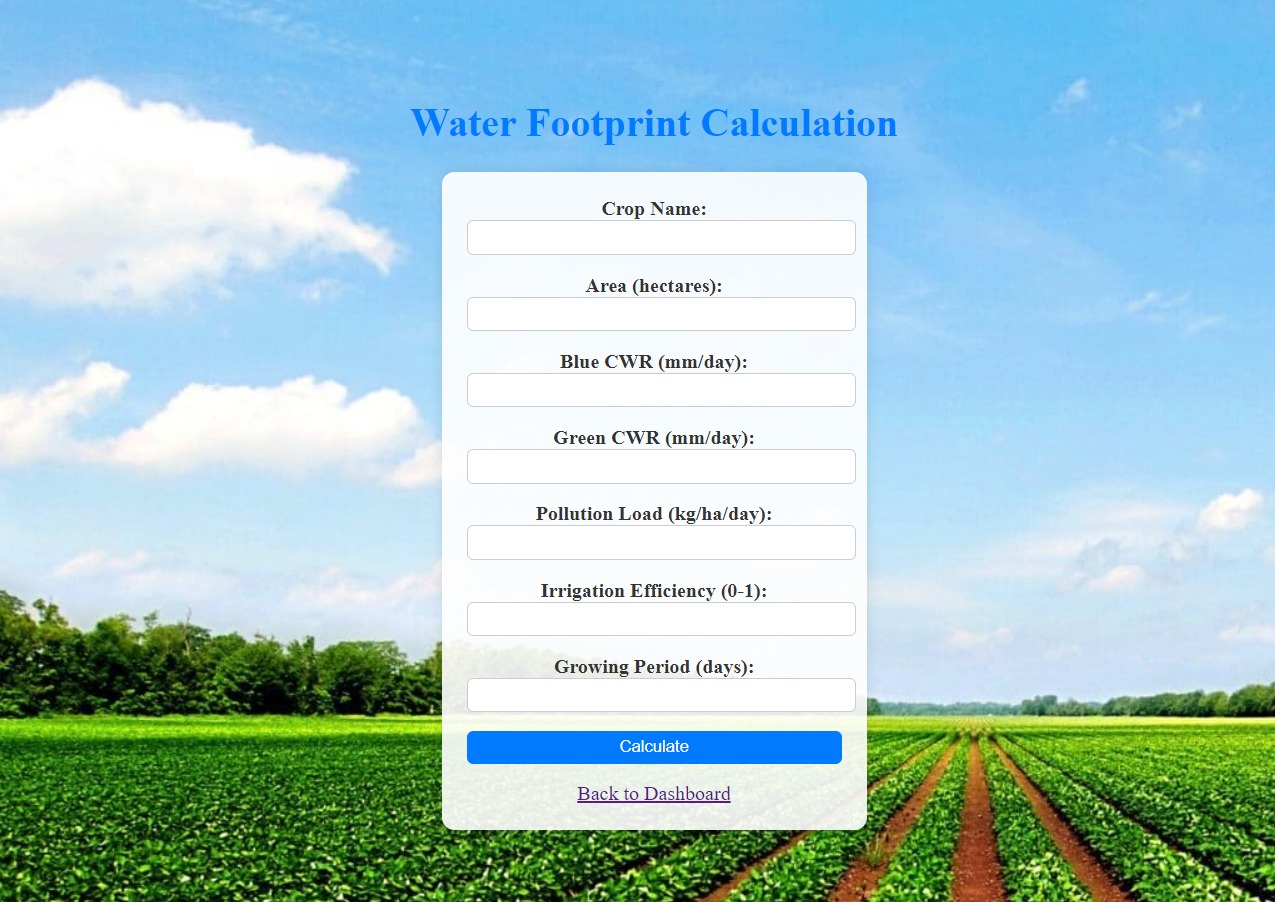 Water Footprint Calculation
Crop Name:
Area (hectares):
Blue CWR (mm/day):
Green CWR (mm/day):
Pollution Load (kg/ha/day):
Irrigation Efficiency (0-1):
Growing Period (days):
Calculate
Back to Dashboard